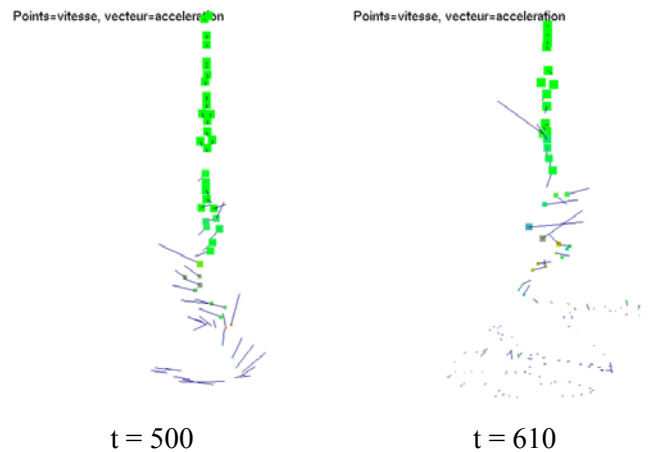 Points=vitesse, vecteur=acceleration
Points=vitesse, vecteur=acceleration
t = 500
t = 610